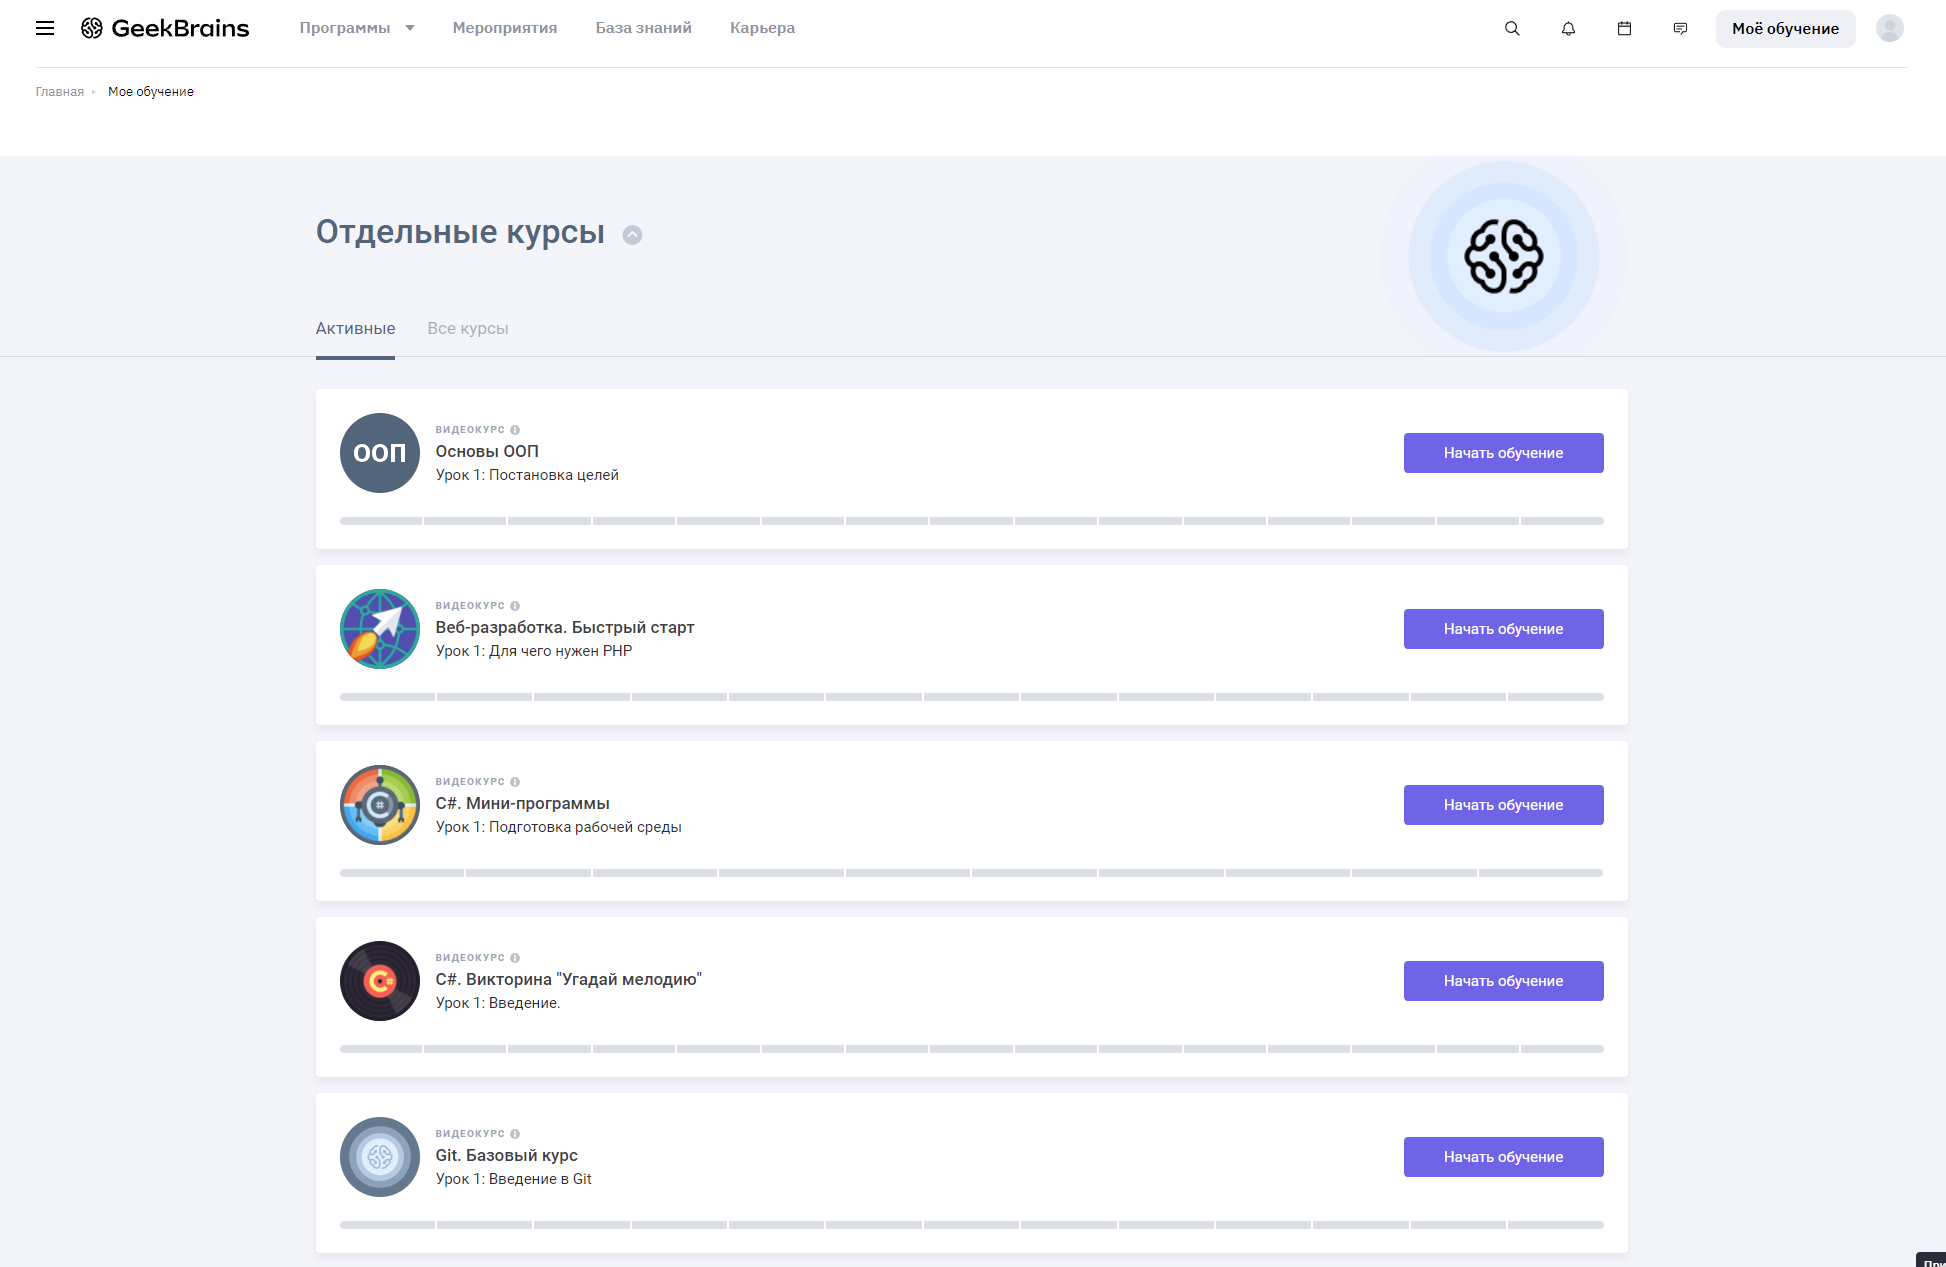 GeekBrains
Программы
Мероприятия
База знаний
Карьера
Моё обучение
Главная
Мое обучение
Отдельные курсы
Активные
Все курсы
ООП
ВИДЕОКУРС
Основы ООП
Урок 1: Постановка целей
Начать обучение
ВИДЕОКУРС
Веб-разработка. Быстрый старт
Урок 1: Для чего нужен PHP
Начать обучение
ВИДЕОКУРС
C#. Мини-программы
Урок 1: Подготовка рабочей среды
Начать обучение
ВИДЕОКУРС
C#. Викторина "Угадай мелодию"
Урок 1: Введение.
Начать обучение
ВИДЕОКУРС
Git. Базовый курс
Урок 1: Введение в Git
Начать обучение